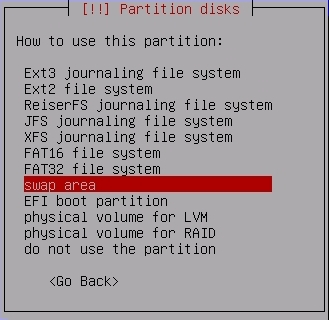 [!!] Partition disks
How to use this partition:
Ext3 journaling file system
Ext2 file system
ReiserFS journaling file system
JFS journaling file system
XFS journaling file system
FAT16 file system
FAT32 file system
swap area
EFI boot partition
physical volume for LVM
physical volume for RAID
do not use the partition
<Go Back>